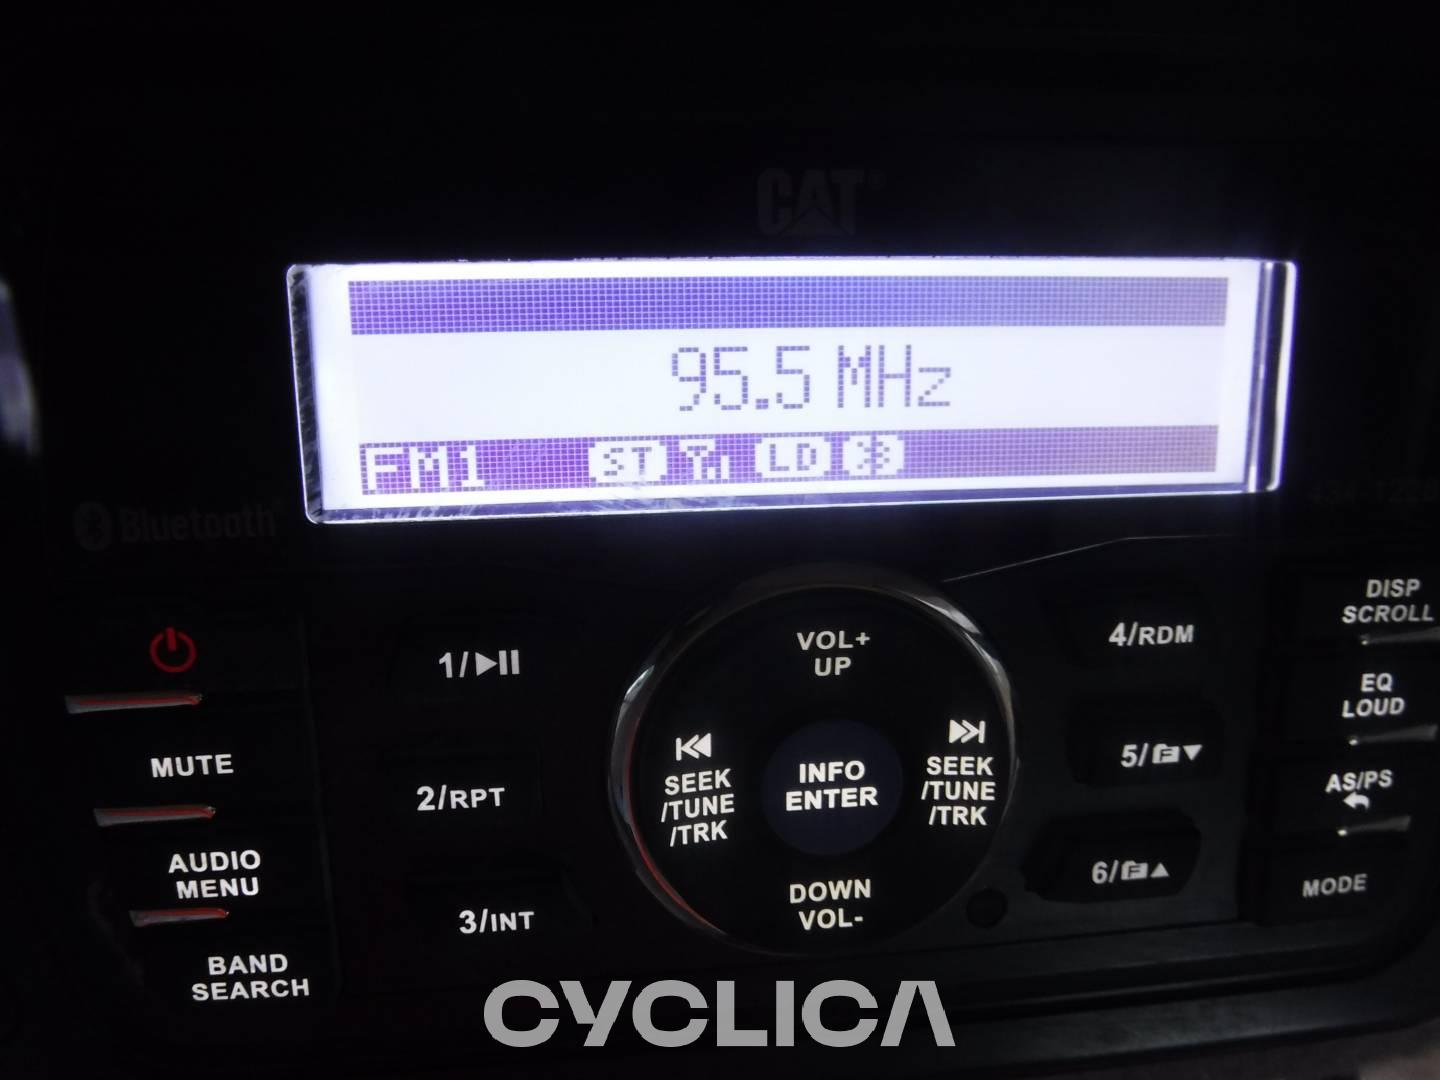 CAT®
95.5 MHz
FM1 ST LD
Bluetooth
MUTE
AUDIO
MENU
BAND
SEARCH
1/
2/RPT
3/INT
VOL+
UP
SEEK
/TUNE
/TRK
INFO
ENTER
SEEK
/TUNE
/TRK
DOWN
VOL-
4/RDM
5/F▼
6/F▲
DISP
SCROLL
EQ
LOUD
AS/PS
MODE
CYCLICA